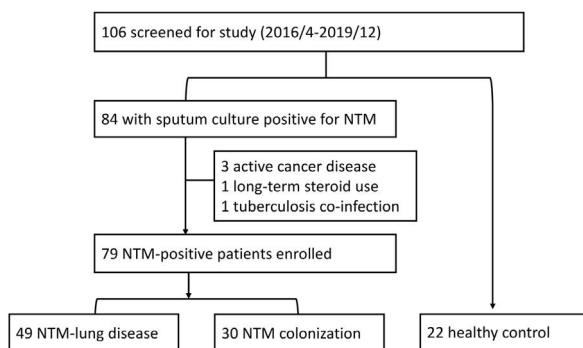 106 screened for study (2016/4-2019/12)
84 with sputum culture positive for NTM
3 active cancer disease
1 long-term steroid use
1 tuberculosis co-infection
79 NTM-positive patients enrolled
49 NTM-lung disease
30 NTM colonization
22 healthy control